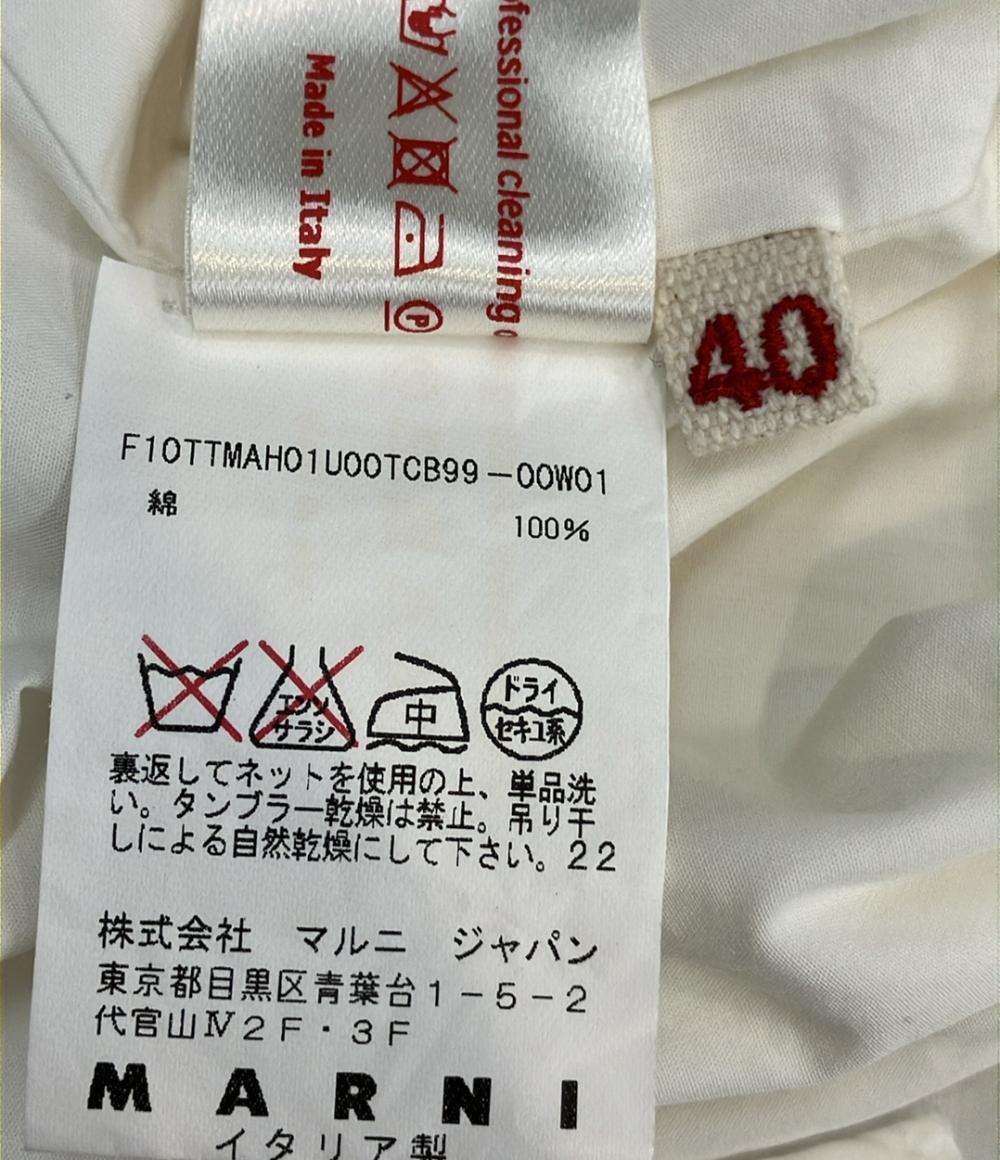 ofessional cleaning
Made in Italy
P
40
F10TTMAH01U00TCB99-00W01
綿 100%
エンソ
サラシ
中
ドライ
セキユ系
裏返してネットを使用の上、単品洗
い。タンブラー乾燥は禁止。吊り干
しによる自然乾燥にして下さい。22
株式会社 マルニ ジャパン
東京都目黒区青葉台1-5-2
代官山Ⅳ2F・3F
MARNI
イタリア製